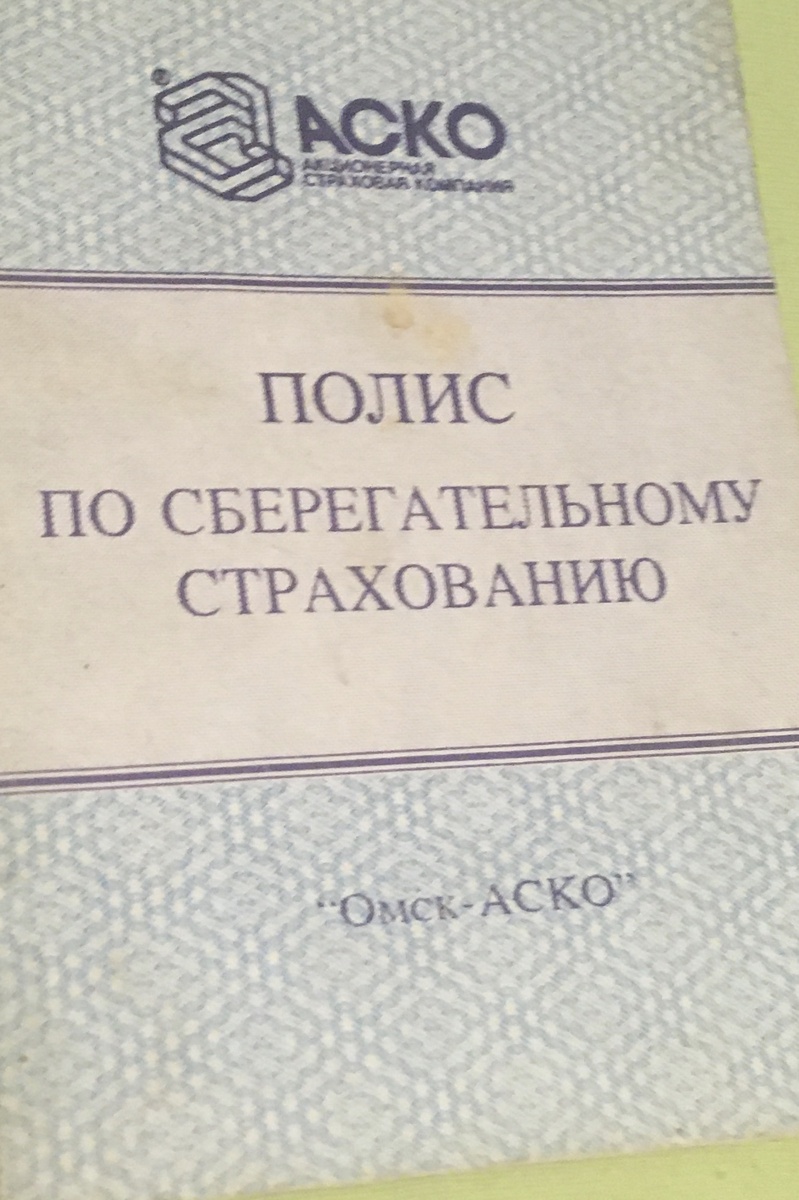 ®
АСКО
АКЦИОНЕРНАЯ
СТРАХОВАЯ КОМПАНИЯ
ПОЛИС
ПО СБЕРЕГАТЕЛЬНОМУ
СТРАХОВАНИЮ
“Омск-АСКО”